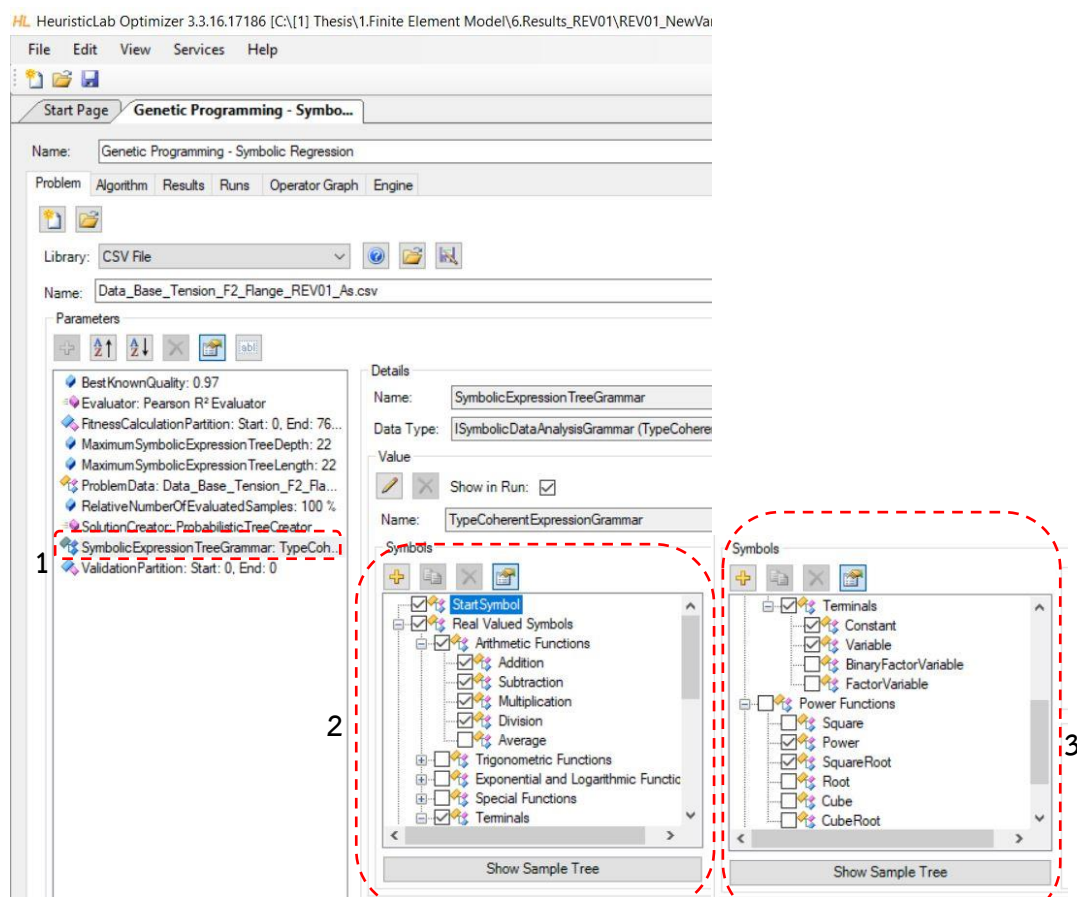 HL HeuristicLab Optimizer 3.3.16.17186 [C:\[1] Thesis\1.Finite Element Model\6.Results_REV01\REV01_NewVa
File Edit View Services Help
Start Page Genetic Programming - Symbo...
Name: Genetic Programming - Symbolic Regression
Problem Algorithm Results Runs Operator Graph Engine
Library: CSV File
Name: Data_Base_Tension_F2_Flange_REV01_As.csv
Parameters
BestKnownQuality: 0.97
Evaluator: Pearson R² Evaluator
FitnessCalculationPartition: Start: 0, End: 76...
MaximumSymbolicExpressionTreeDepth: 22
MaximumSymbolicExpressionTreeLength: 22
ProblemData: Data_Base_Tension_F2_Fla...
RelativeNumberOfEvaluatedSamples: 100 %
SolutionCreator: ProbabilisticTreeCreator
SymbolicExpressionTreeGrammar: TypeCoh...
1
ValidationPartition: Start: 0, End: 0
Details
Name: SymbolicExpressionTreeGrammar
Data Type: ISymbolicDataAnalysisGrammar (TypeCoherer
Value
Show in Run:
Name: TypeCoherentExpressionGrammar
Symbols
StartSymbol
Real Valued Symbols
Arithmetic Functions
Addition
Subtraction
Multiplication
Division
Average
Trigonometric Functions
Exponential and Logarithmic Functic
Special Functions
Terminals
Show Sample Tree
2
Symbols
Terminals
Constant
Variable
BinaryFactorVariable
FactorVariable
Power Functions
Square
Power
SquareRoot
Root
Cube
CubeRoot
Show Sample Tree
3